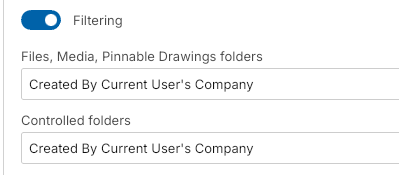 Filtering
Files, Media, Pinnable Drawings folders
Created By Current User's Company
Controlled folders
Created By Current User's Company